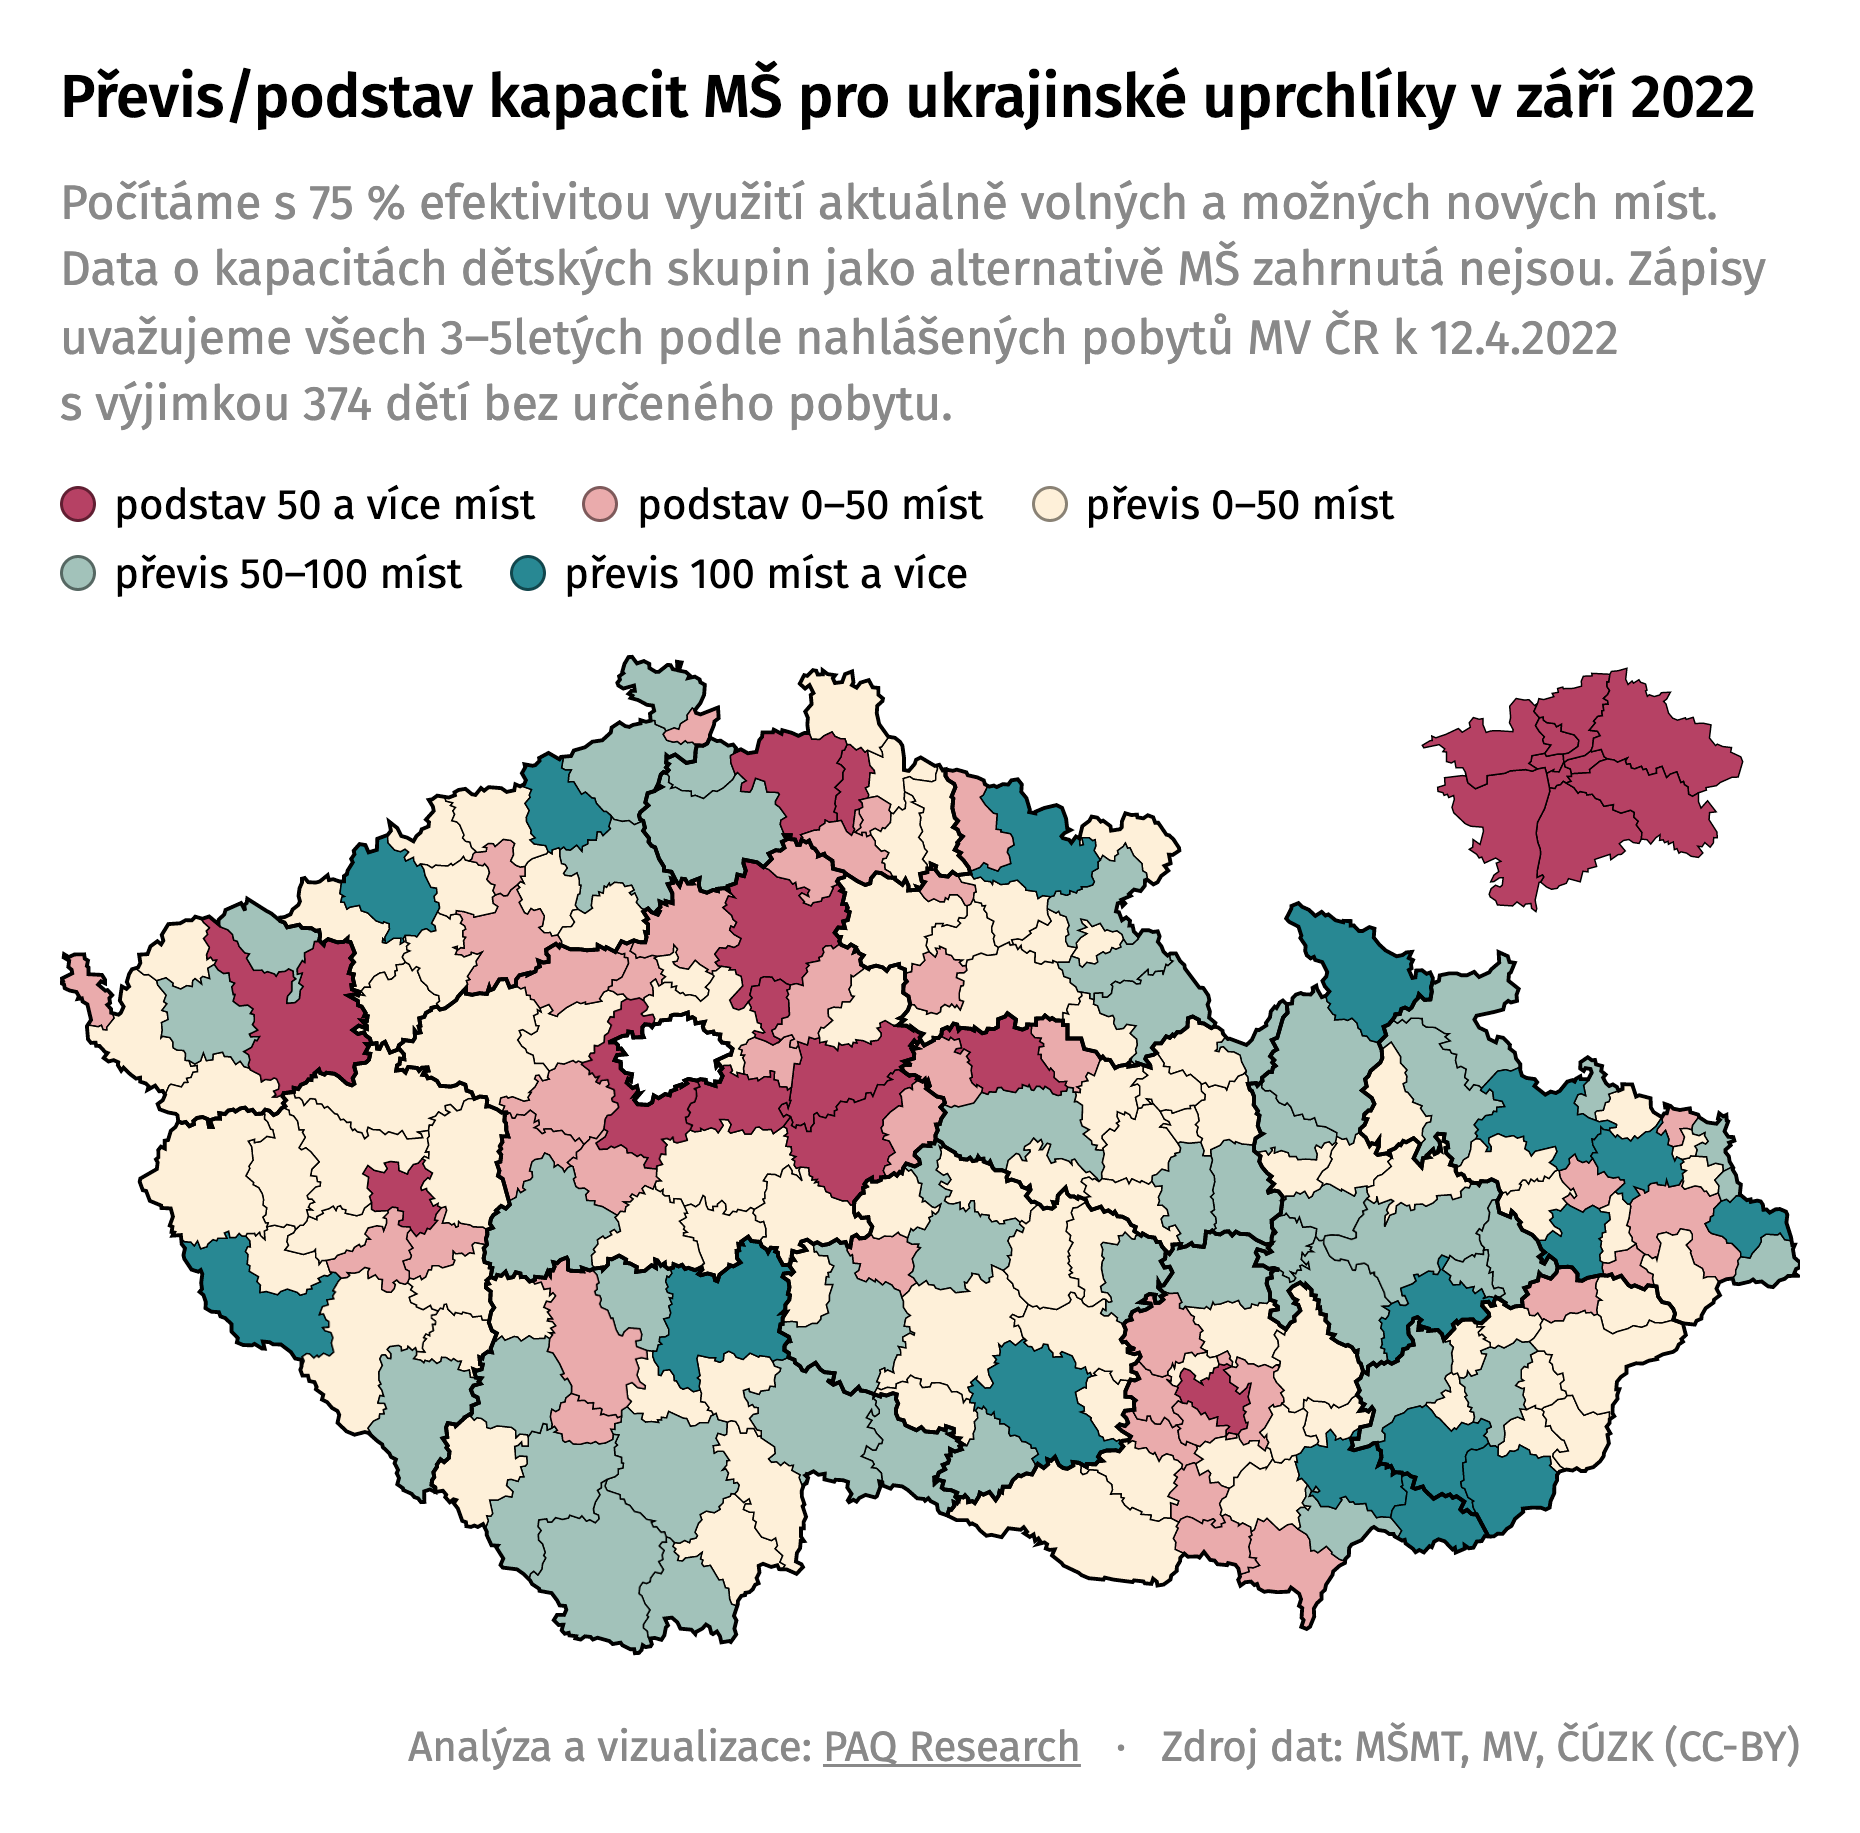 Převis/podstav kapacit MŠ pro ukrajinské uprchlíky v září 2022
Počítáme s 75 % efektivitou využití aktuálně volných a možných nových míst.
Data o kapacitách dětských skupin jako alternativě MŠ zahrnutá nejsou. Zápisy
uvažujeme všech 3–5letých podle nahlášených pobytů MV ČR k 12.4.2022
s výjimkou 374 dětí bez určeného pobytu.
podstav 50 a více míst podstav 0–50 míst převis 0–50 míst
převis 50–100 míst převis 100 míst a více
Analýza a vizualizace: PAQ Research · Zdroj dat: MŠMT, MV, ČÚZK (CC-BY)